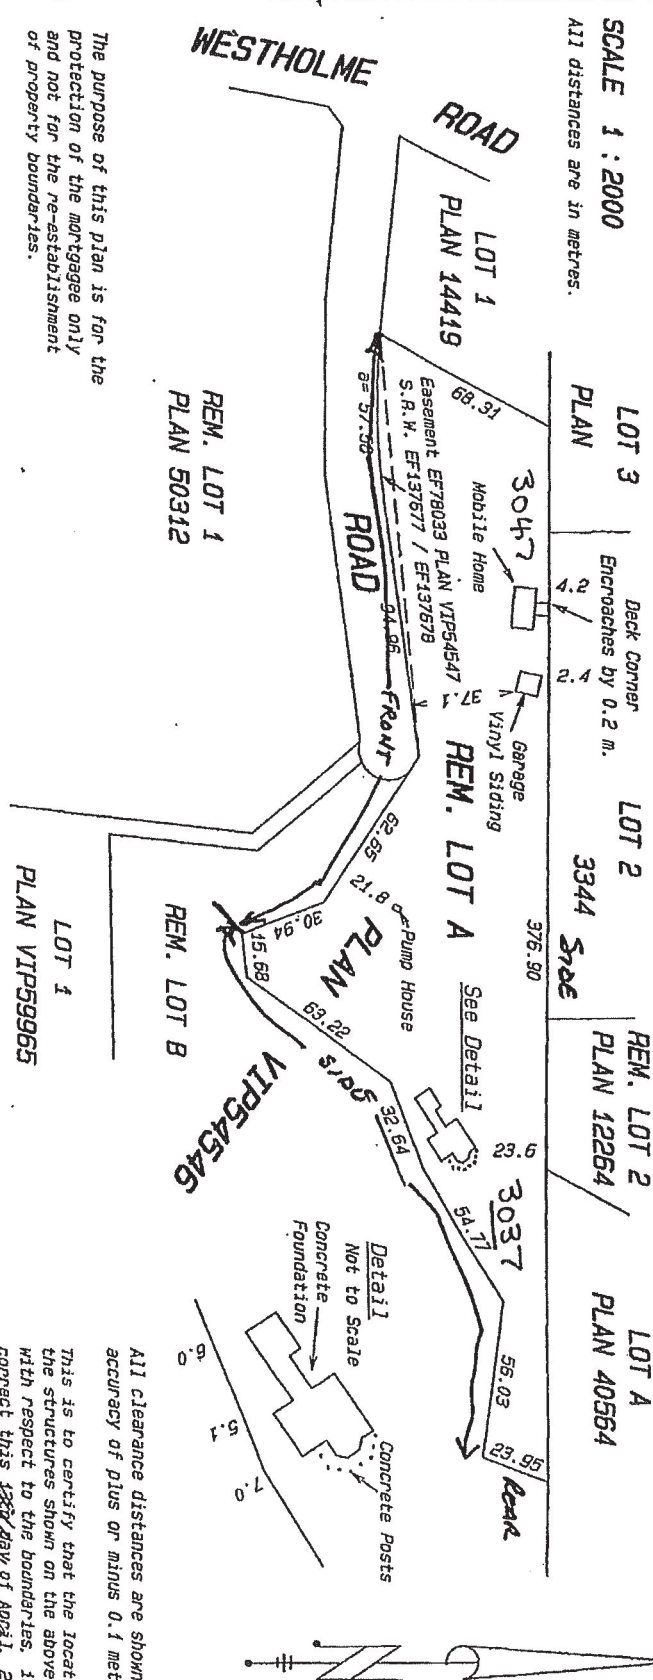 SCALE 1 : 2000
All distances are in metres.
WESTHOLME
ROAD
LOT 1
PLAN 14419
LOT 3
PLAN
68.31
3047
Mobile Home
Easement EF78033 PLAN VIP54547
S.R.W. EF137677 / EF137678
a= 57.50
94.96
ROAD
FRONT
The purpose of this plan is for the
protection of the mortgagee only
and not for the re-establishment
of property boundaries.
REM. LOT 1
PLAN 50312
Deck Corner
Encroaches by 0.2 m.
4.2
2.4
37.1
Garage
Vinyl Siding
LOT 2
3344
SIDE
376.90
REM. LOT A
62.65
21.8
Pump House
30.94
15.68
PLAN
VIP54546
63.22
SIDE
32.64
See Detail
REM. LOT B
LOT 1
PLAN VIP59965
REM. LOT 2
PLAN 12264
23.6
3037
54.77
LOT A
PLAN 40564
56.03
23.95
REAR
Detail
Not to Scale
Concrete
Foundation
Concrete Posts
6.0
5.1
7.0
All clearance distances are shown
accuracy of plus or minus 0.1 met
This is to certify that the locat
the structures shown on the above
with respect to the boundaries, i
correct this day of April, 2
N